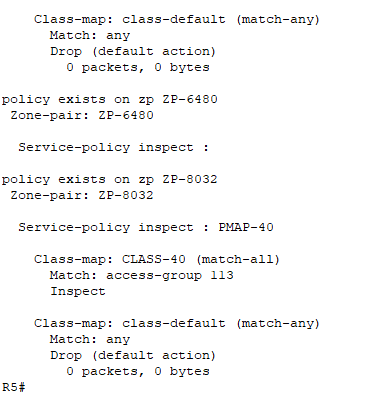 Class-map: class-default (match-any)
Match: any
Drop (default action)
0 packets, 0 bytes
policy exists on zp ZP-6480
Zone-pair: ZP-6480
Service-policy inspect :
policy exists on zp ZP-8032
Zone-pair: ZP-8032
Service-policy inspect : PMAP-40
Class-map: CLASS-40 (match-all)
Match: access-group 113
Inspect
Class-map: class-default (match-any)
Match: any
Drop (default action)
0 packets, 0 bytes
R5#